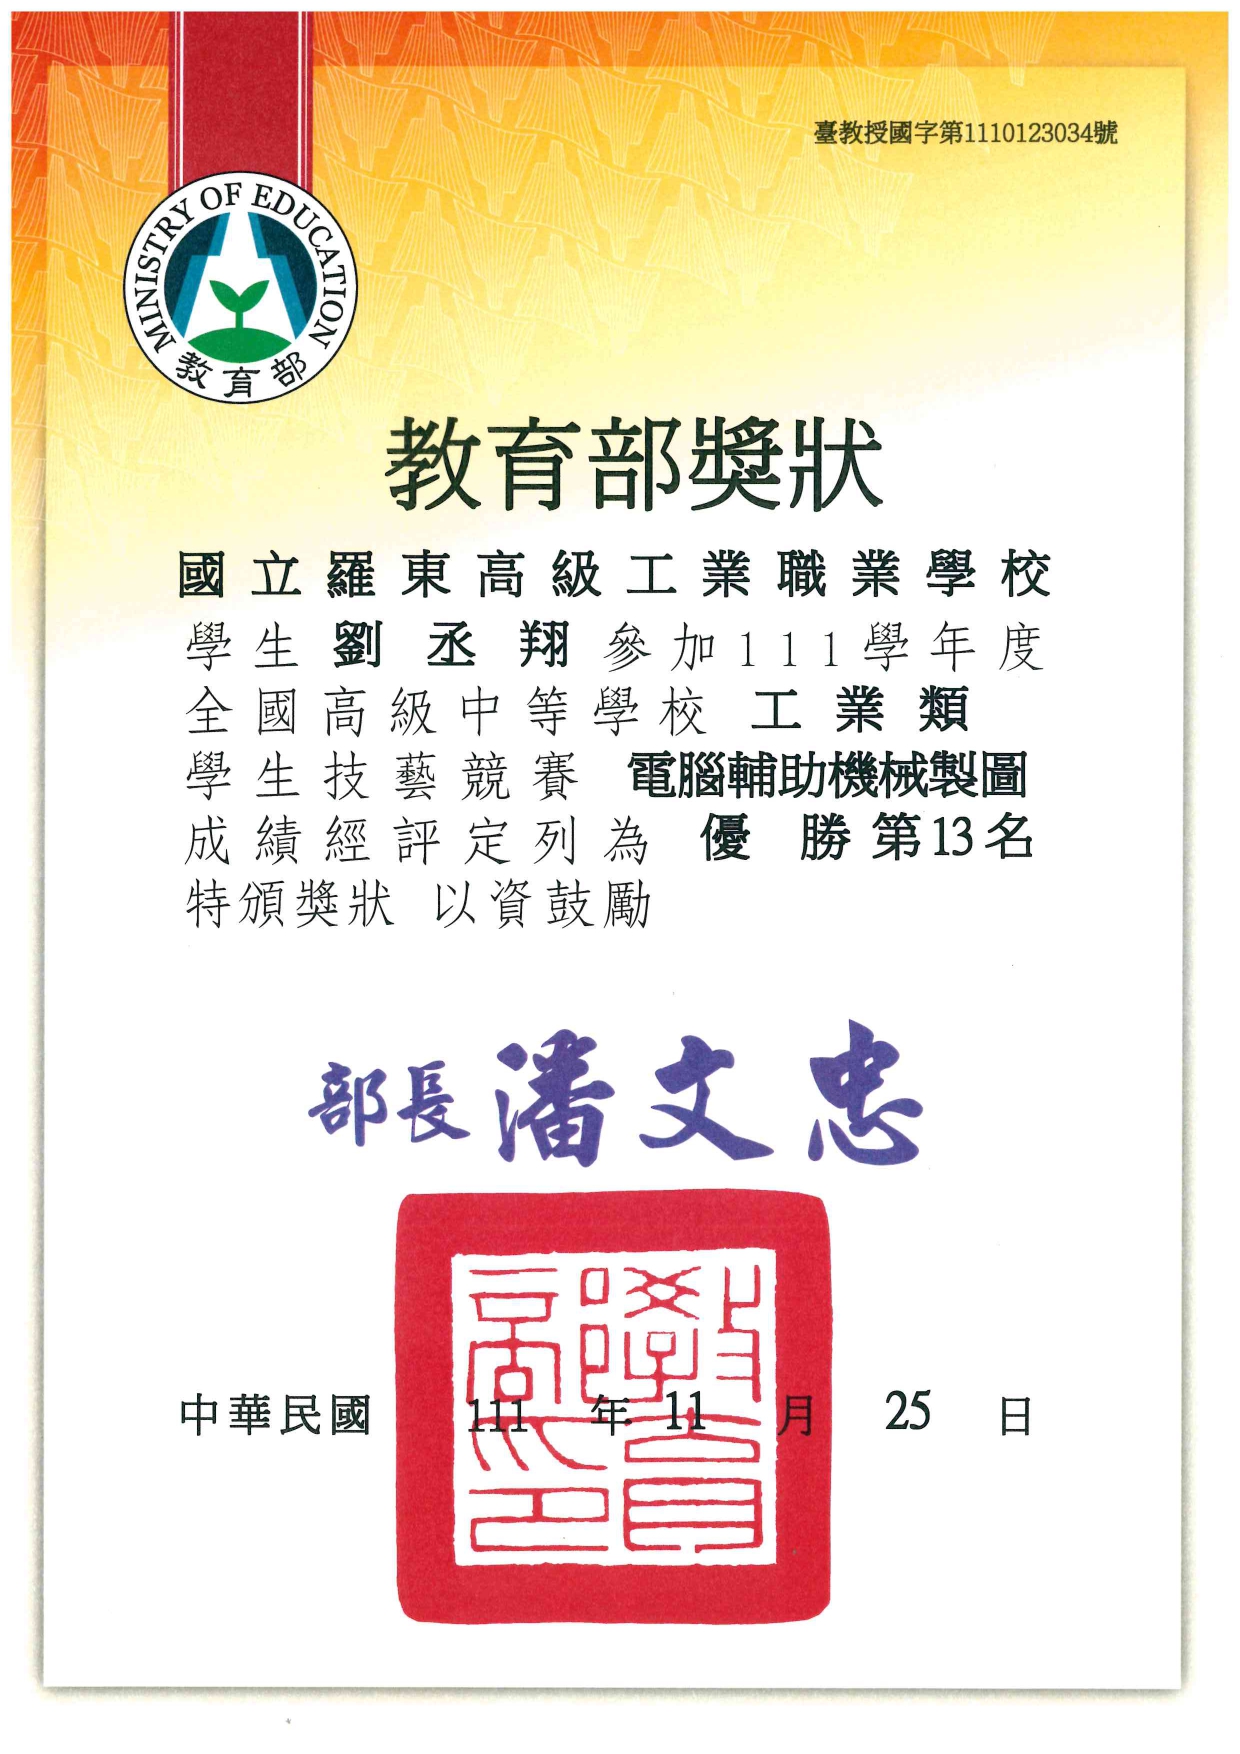 臺教授國字第1110123034號
MINISTRY OF EDUCATION
教育部
教育部獎狀
國立羅東高級工業職業學校
學生 劉丞翔 參加111學年度
全國高級中等學校 工業類
學生技藝競賽 電腦輔助機械製圖
成績經評定列為 優勝第13名
特頒獎狀 以資鼓勵
部長 潘文忠
教育部印
中華民國 111 年 11 月 25 日